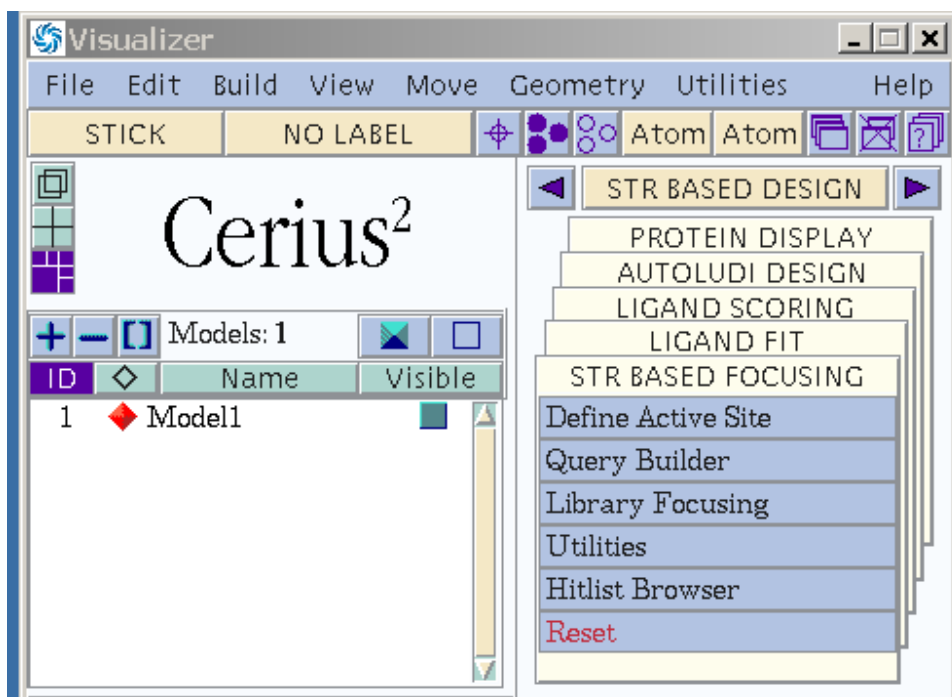 Visualizer
File Edit Build View Move Geometry Utilities Help
STICK NO LABEL Atom Atom ?
Cerius2
STR BASED DESIGN
PROTEIN DISPLAY
AUTOLUDI DESIGN
LIGAND SCORING
LIGAND FIT
STR BASED FOCUSING
Define Active Site
Query Builder
Library Focusing
Utilities
Hitlist Browser
Reset
Models: 1
ID Name Visible
1 Model1